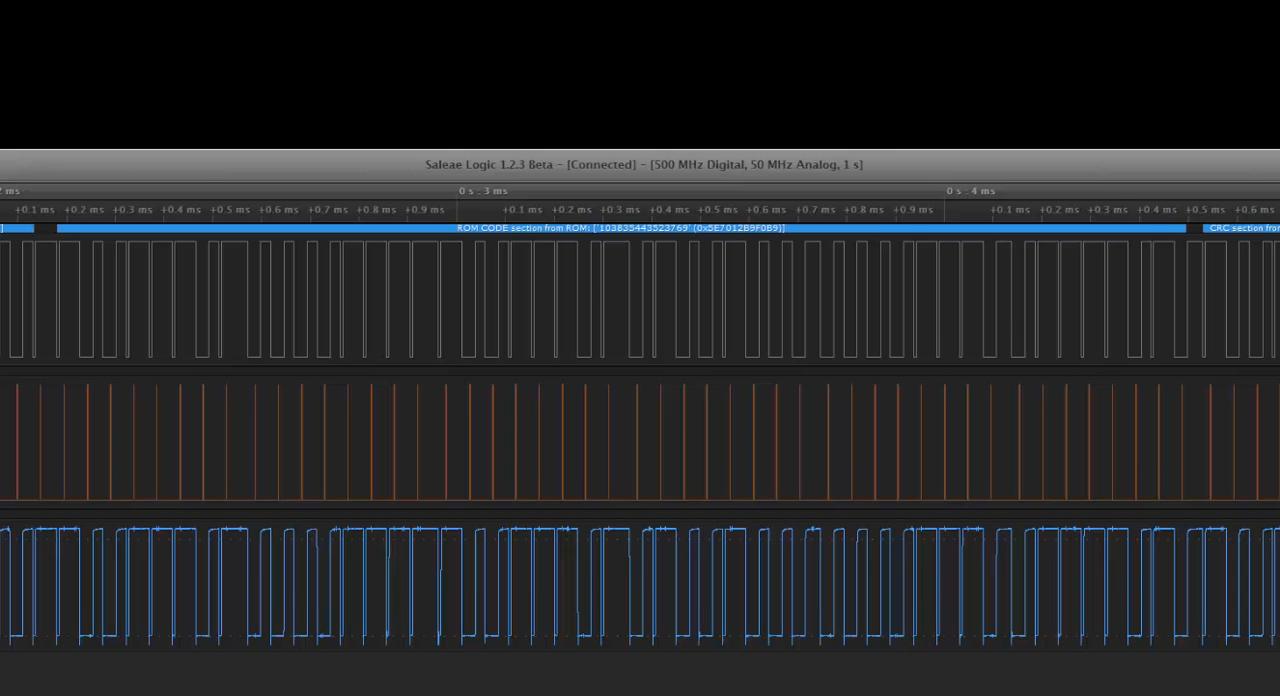 Saleae Logic 1.2.3 Beta - [Connected] - [500 MHz Digital, 50 MHz Analog, 1 s]
2 ms 0 s : 3 ms 0 s : 4 ms
+0.1 ms +0.2 ms +0.3 ms +0.4 ms +0.5 ms +0.6 ms +0.7 ms +0.8 ms +0.9 ms +0.1 ms +0.2 ms +0.3 ms +0.4 ms +0.5 ms +0.6 ms +0.7 ms +0.8 ms +0.9 ms +0.1 ms +0.2 ms +0.3 ms +0.4 ms +0.5 ms +0.6 ms
] ROM CODE section from ROM: ['103835443523769' (0x5E7012B9F0B9)] CRC section from